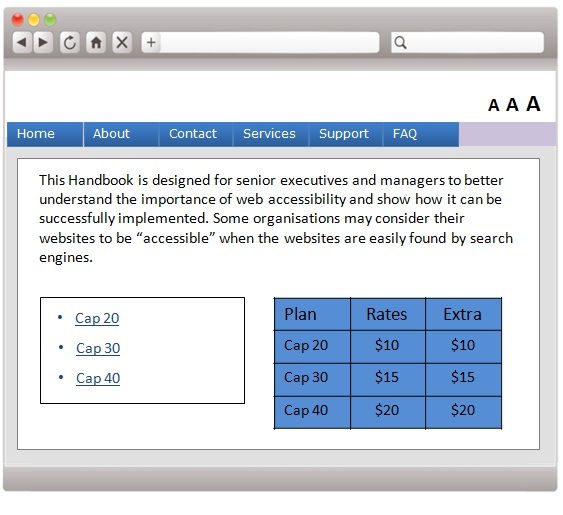 A A A
Home About Contact Services Support FAQ
This Handbook is designed for senior executives and managers to better
understand the importance of web accessibility and show how it can be
successfully implemented. Some organisations may consider their
websites to be “accessible” when the websites are easily found by search
engines.
• Cap 20
• Cap 30
• Cap 40
Plan Rates Extra
Cap 20 $10 $10
Cap 30 $15 $15
Cap 40 $20 $20